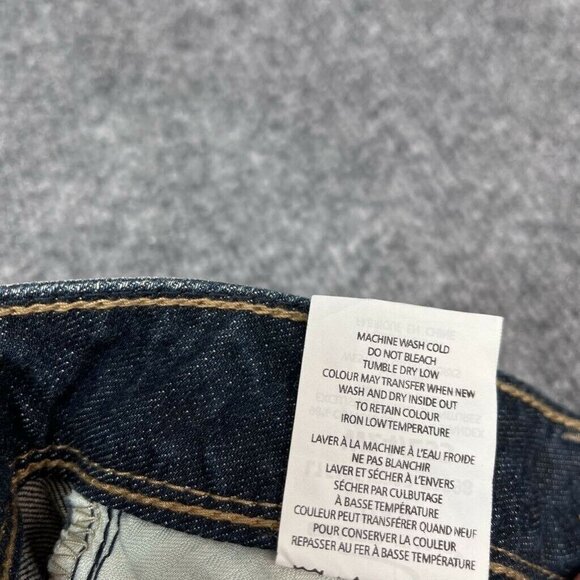 MACHINE WASH COLD
DO NOT BLEACH
TUMBLE DRY LOW
COLOUR MAY TRANSFER WHEN NEW
WASH AND DRY INSIDE OUT
TO RETAIN COLOUR
IRON LOW TEMPERATURE
LAVER À LA MACHINE À L'EAU FROIDE
NE PAS BLANCHIR
LAVER ET SÉCHER À L'ENVERS
SÉCHER PAR CULBUTAGE
À BASSE TEMPÉRATURE
COULEUR PEUT TRANSFÉRER QUAND NEUF
POUR CONSERVER LA COULEUR
REPASSER AU FER À BASSE TEMPÉRATURE